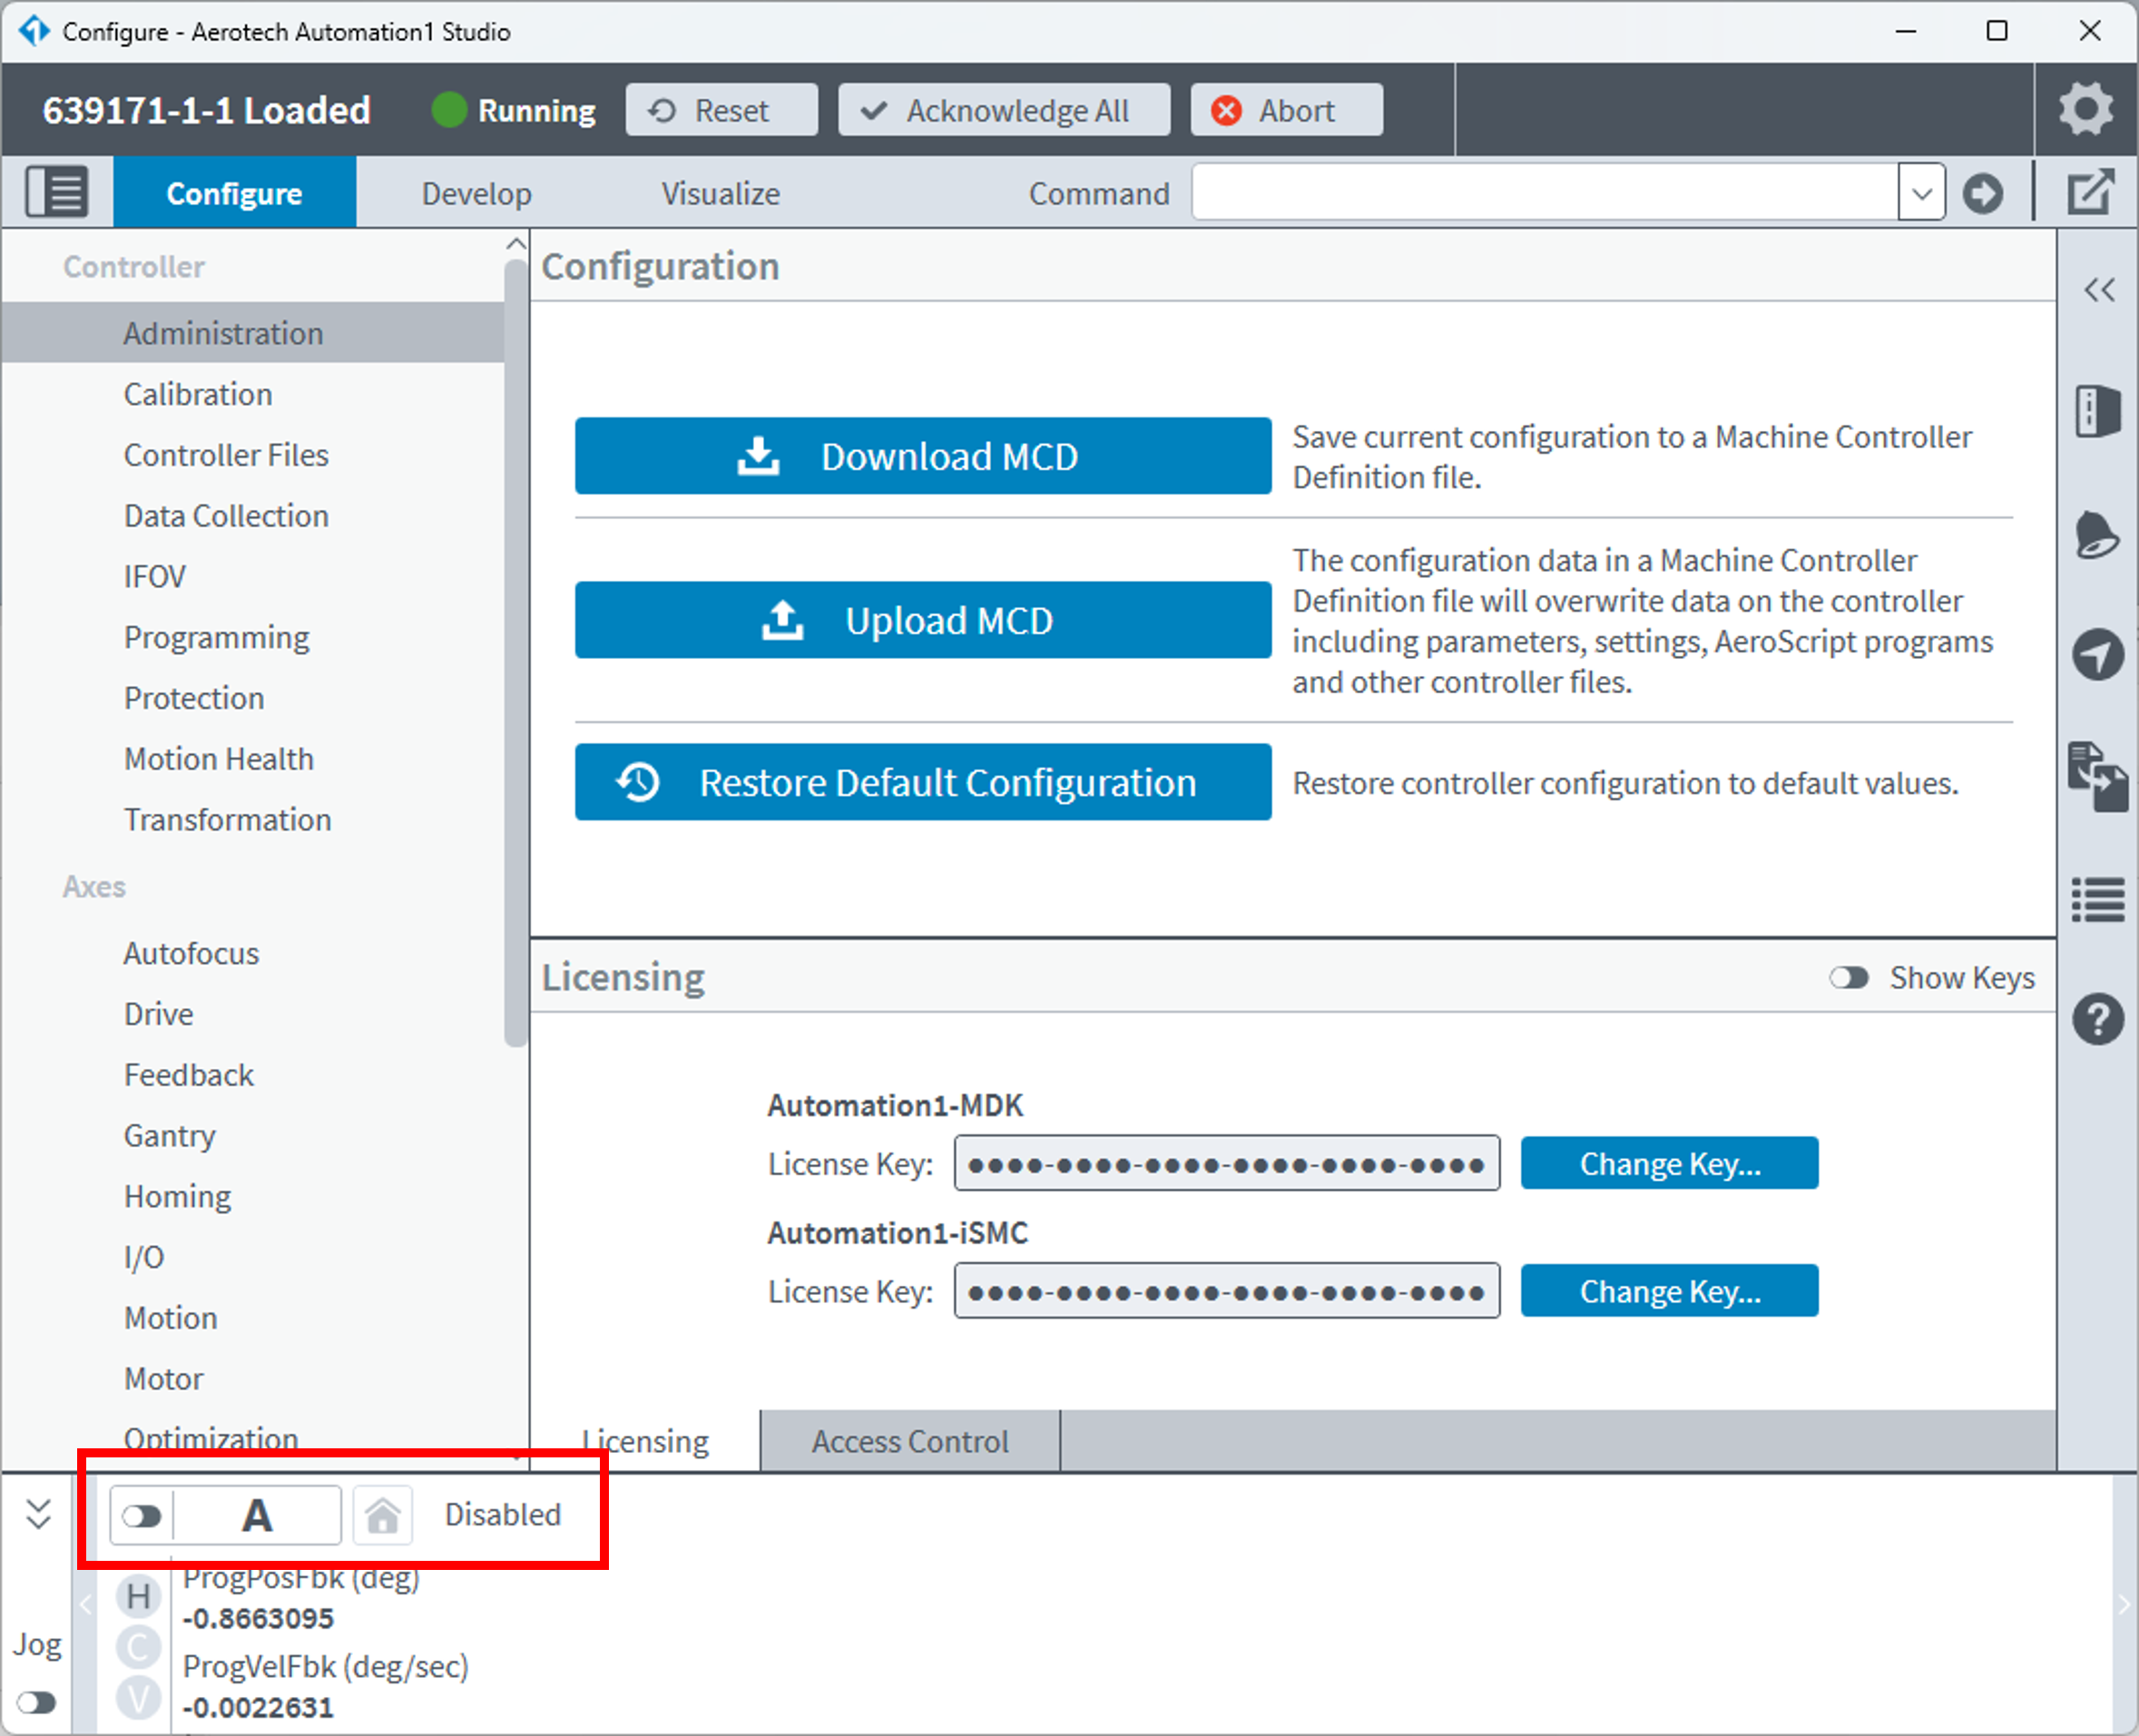 Configure - Aerotech Automation1 Studio
639171-1-1 Loaded Running Reset Acknowledge All Abort
Configure Develop Visualize Command
Controller
Administration
Calibration
Controller Files
Data Collection
IFOV
Programming
Protection
Motion Health
Transformation
Axes
Autofocus
Drive
Feedback
Gantry
Homing
I/O
Motion
Motor
Optimization
Configuration
Download MCD
Save current configuration to a Machine Controller
Definition file.
Upload MCD
The configuration data in a Machine Controller
Definition file will overwrite data on the controller
including parameters, settings, AeroScript programs
and other controller files.
Restore Default Configuration
Restore controller configuration to default values.
Licensing
Show Keys
Automation1-MDK
License Key: ●●●●-●●●●-●●●●-●●●●-●●●●-●●●● Change Key...
Automation1-iSMC
License Key: ●●●●-●●●●-●●●●-●●●●-●●●●-●●●● Change Key...
Licensing Access Control
A Disabled
H
C
V
ProgPosFbk (deg)
-0.8663095
ProgVelFbk (deg/sec)
-0.0022631
Jog